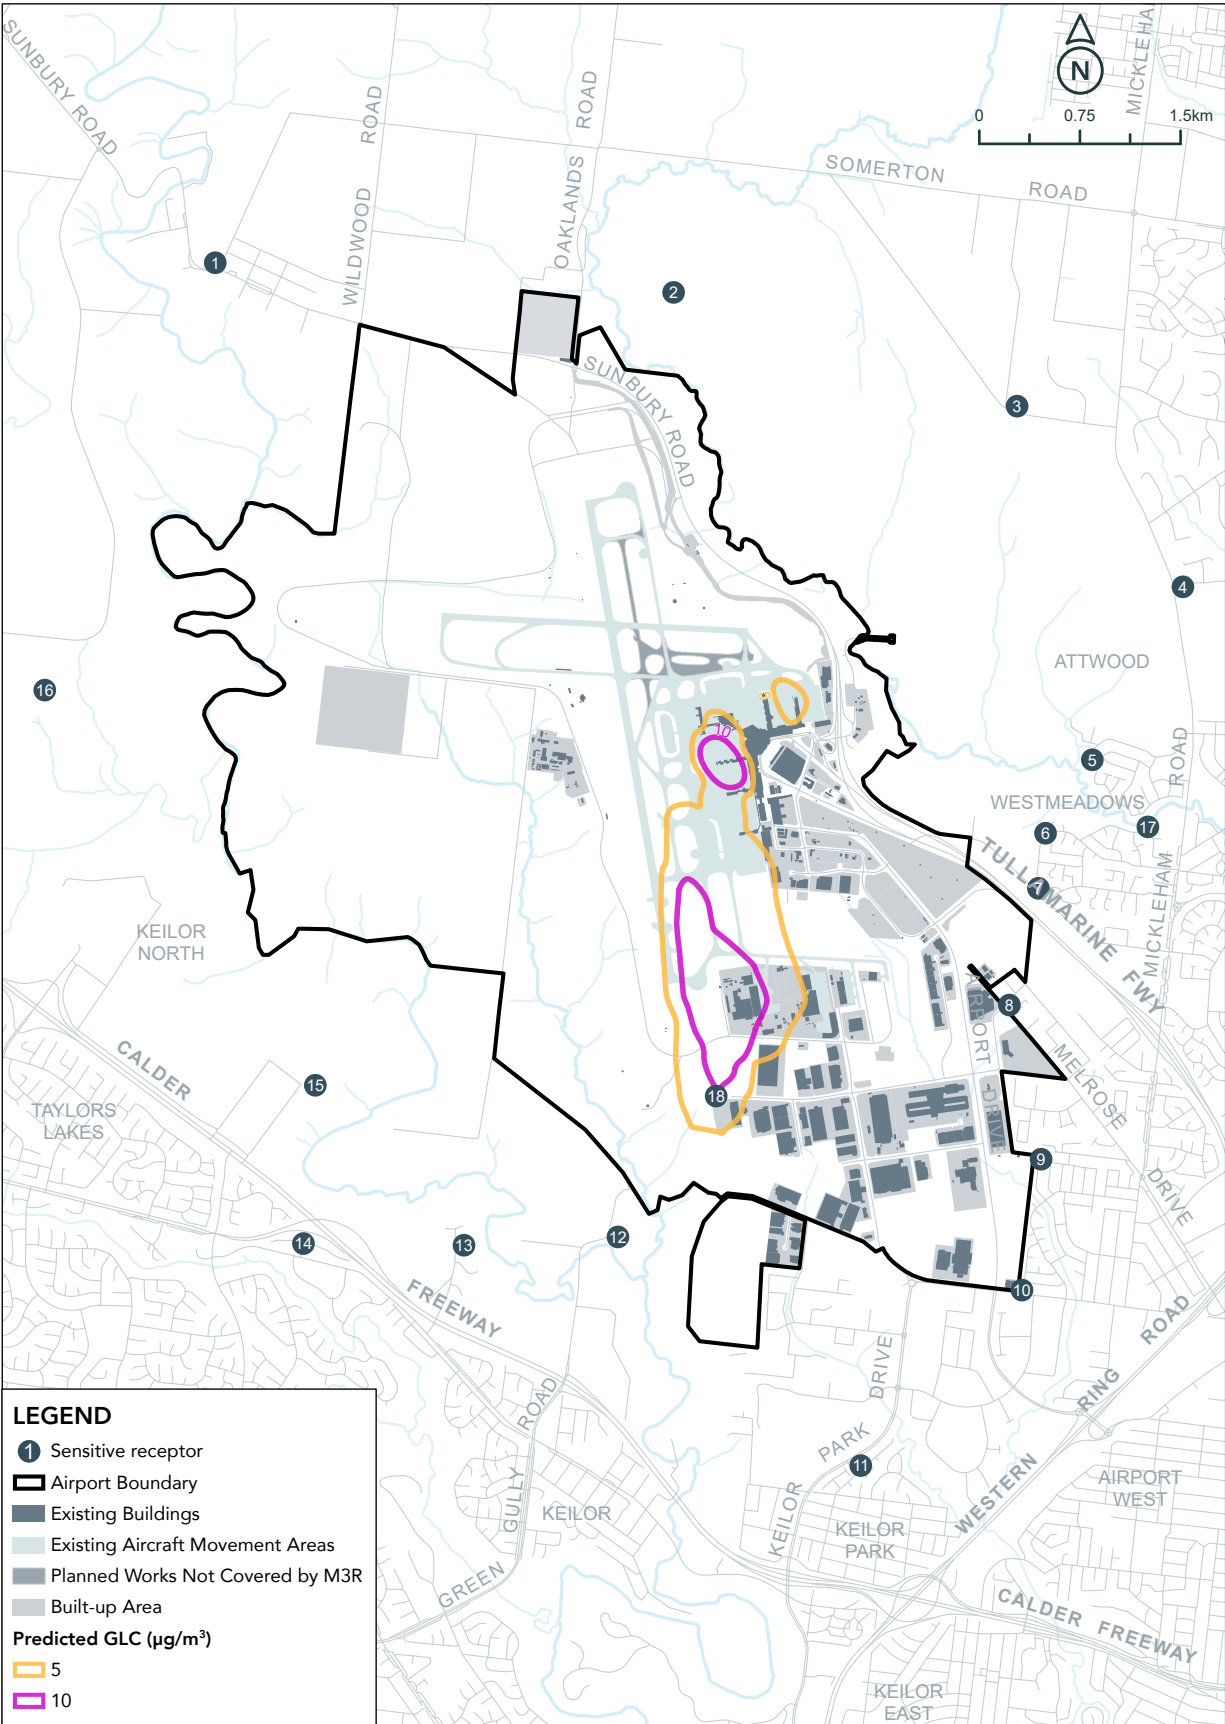 SUNBURY ROAD
WILDWOOD
ROAD
OAKLANDS
ROAD
MICKLEHA
N
0
0.75
1.5km
SOMERTON
ROAD
1
2
SUNBURY ROAD
3
4
ATTWOOD
16
5
ROAD
10
WESTMEADOWS
6
17
TULLAMARINE FWY
7
MICKLEHAM
KEILOR
NORTH
8
AIRPORT
DRIVE
MELROSE
DRIVE
CALDER
FREEWAY
15
18
TAYLORS
LAKES
9
14
13
12
10
DRIVE
RING
ROAD
PARK
KEILOR
11
WESTERN
AIRPORT
WEST
GREEN
GULLY
ROAD
KEILOR
KEILOR
PARK
CALDER FREEWAY
KEILOR
EAST
LEGEND
1 Sensitive receptor
Airport Boundary
Existing Buildings
Existing Aircraft Movement Areas
Planned Works Not Covered by M3R
Built-up Area
Predicted GLC (µg/m³)
5
10